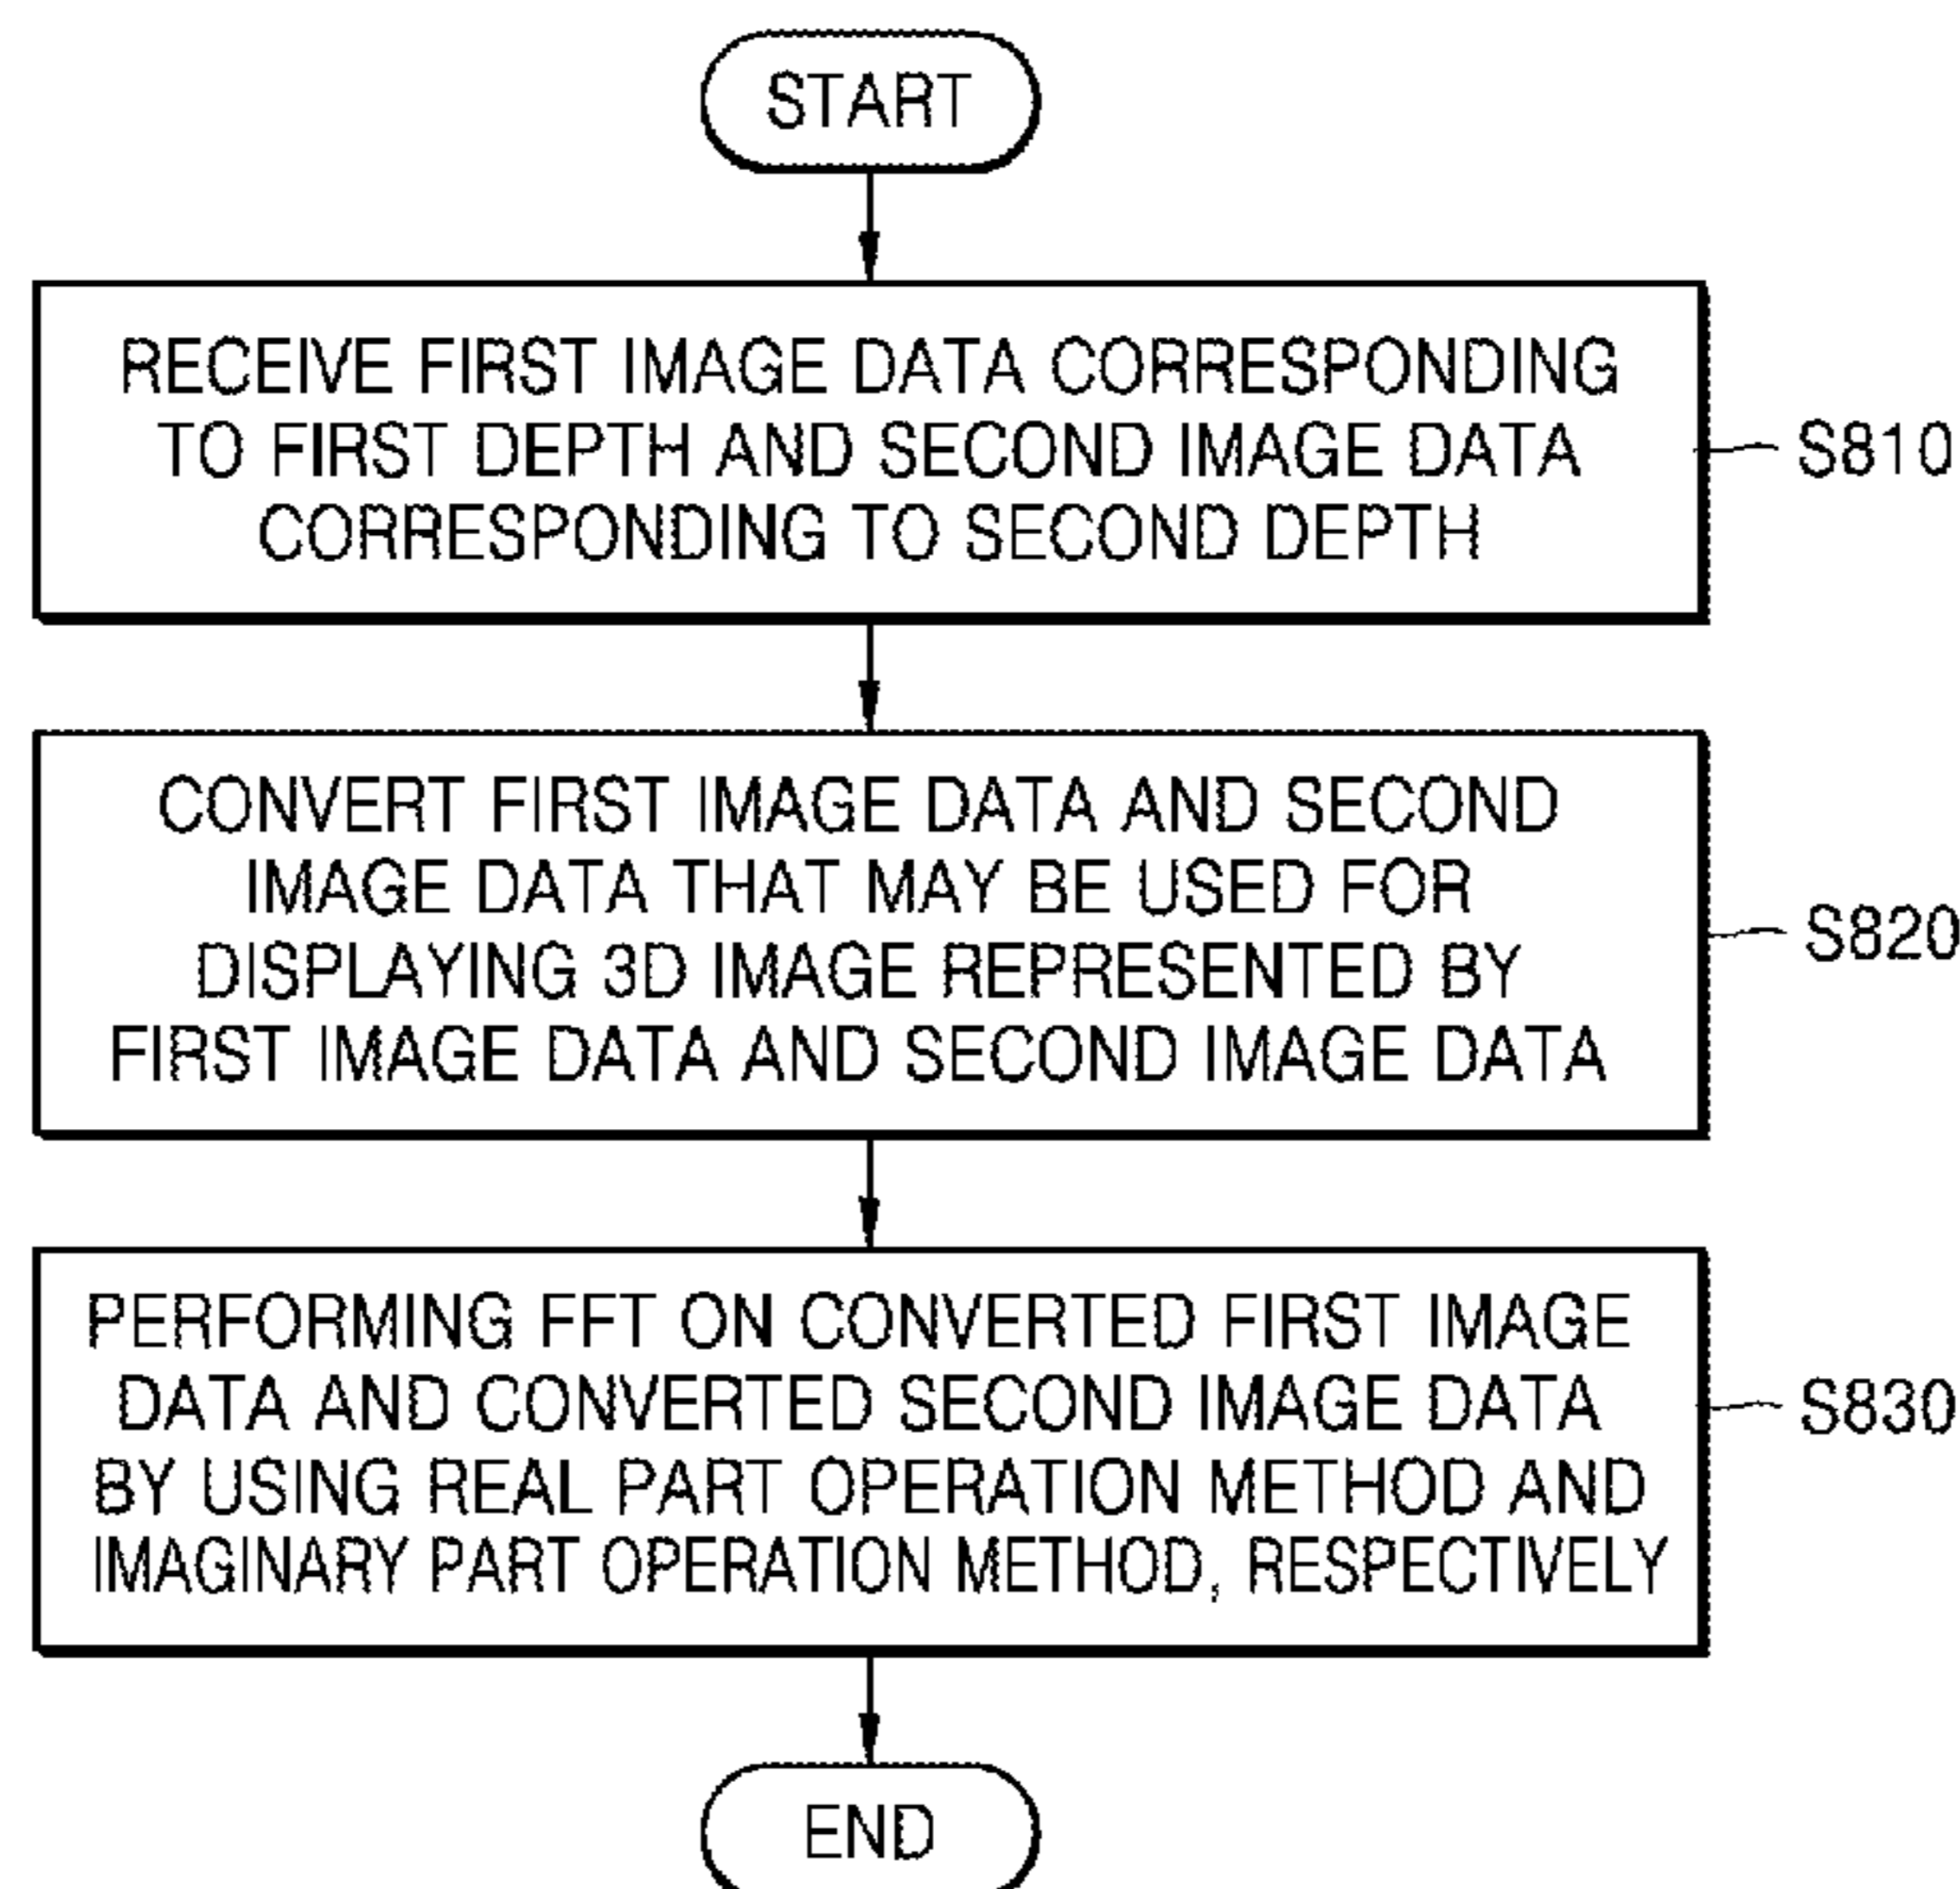 START
RECEIVE FIRST IMAGE DATA CORRESPONDING
TO FIRST DEPTH AND SECOND IMAGE DATA
CORRESPONDING TO SECOND DEPTH
S810
CONVERT FIRST IMAGE DATA AND SECOND
IMAGE DATA THAT MAY BE USED FOR
DISPLAYING 3D IMAGE REPRESENTED BY
FIRST IMAGE DATA AND SECOND IMAGE DATA
S820
PERFORMING FFT ON CONVERTED FIRST IMAGE
DATA AND CONVERTED SECOND IMAGE DATA
BY USING REAL PART OPERATION METHOD AND
IMAGINARY PART OPERATION METHOD, RESPECTIVELY
S830
END